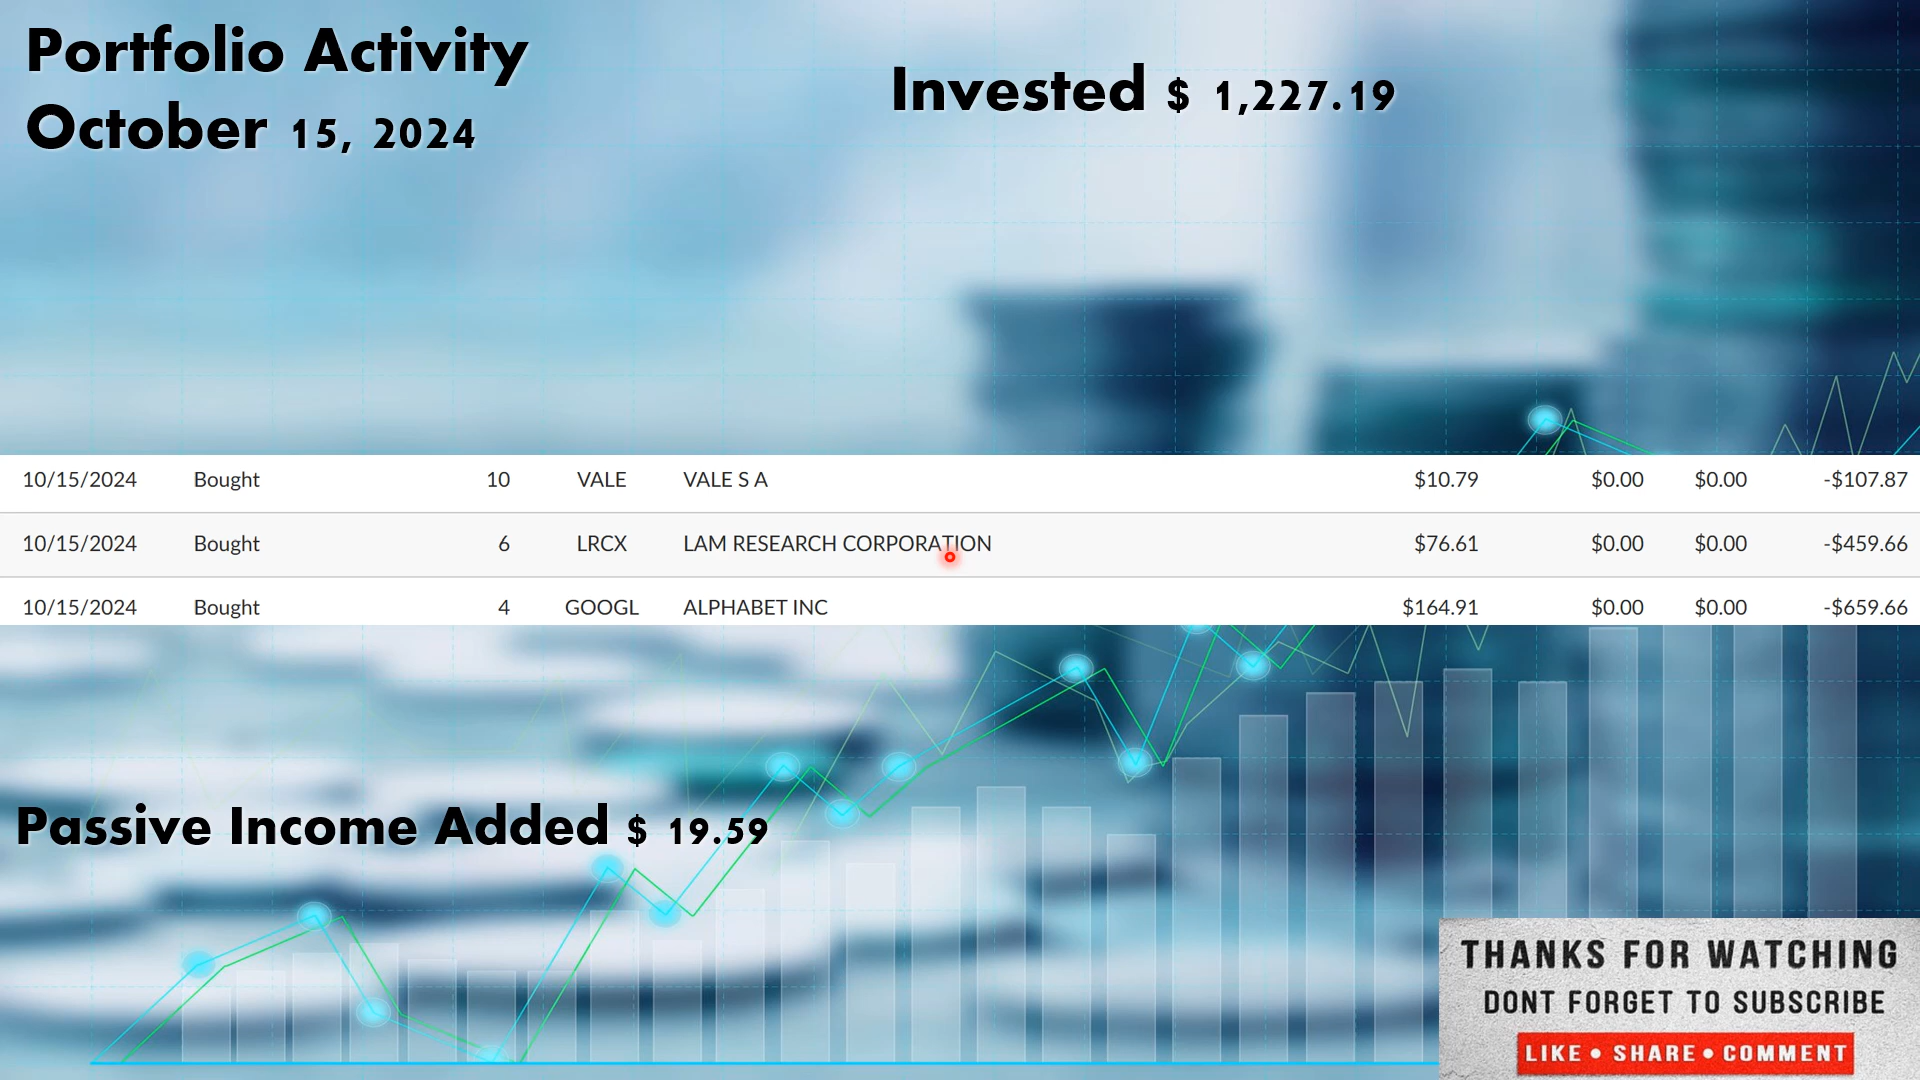 Portfolio Activity
October 15, 2024
Invested $ 1,227.19
10/15/2024 Bought 10 VALE VALE S A $10.79 $0.00 $0.00 -$107.87
10/15/2024 Bought 6 LRCX LAM RESEARCH CORPORATION $76.61 $0.00 $0.00 -$459.66
10/15/2024 Bought 4 GOOGL ALPHABET INC $164.91 $0.00 $0.00 -$659.66
Passive Income Added $ 19.59
THANKS FOR WATCHING
DONT FORGET TO SUBSCRIBE
LIKE • SHARE • COMMENT